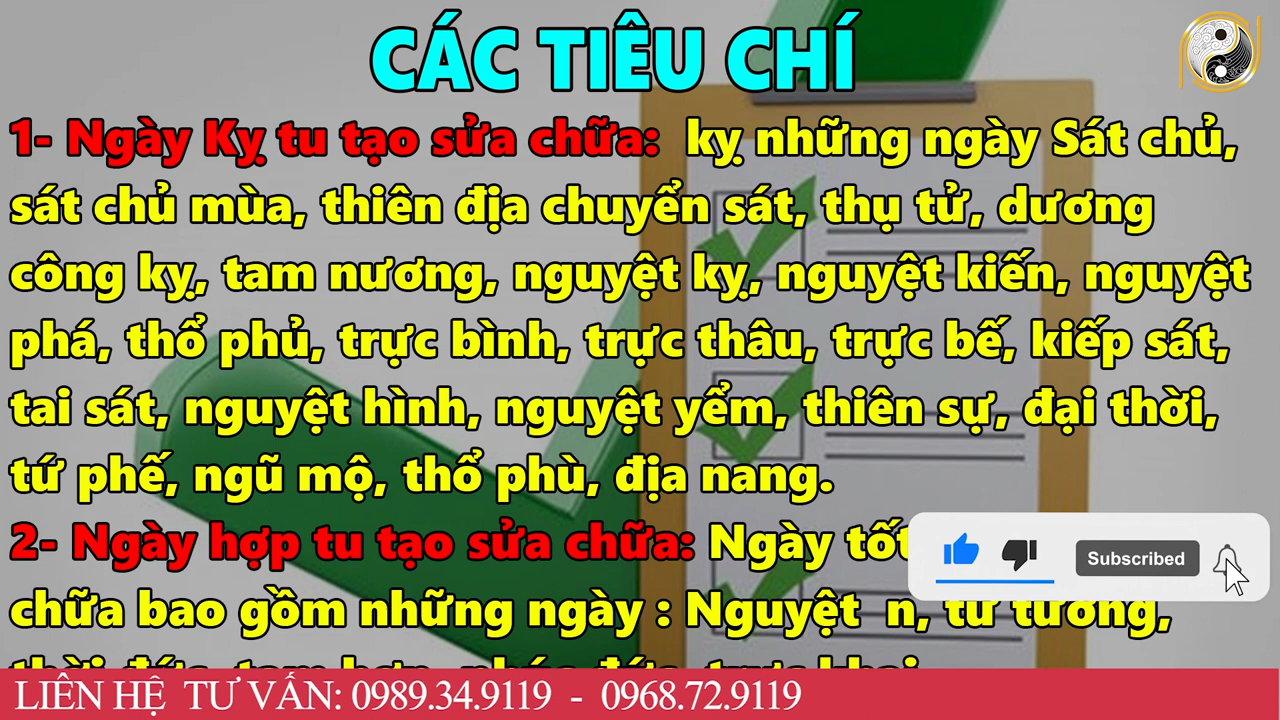 CÁC TIÊU CHÍ
1- Ngày Kỵ tu tạo sửa chữa: kỵ những ngày Sát chủ,
sát chủ mùa, thiên địa chuyển sát, thụ tử, dương
công kỵ, tam nương, nguyệt kỵ, nguyệt kiến, nguyệt
phá, thổ phủ, trực bình, trực thâu, trực bế, kiếp sát,
tai sát, nguyệt hình, nguyệt yểm, thiên sự, đại thời,
tứ phế, ngũ mộ, thổ phù, địa nang.
2- Ngày hợp tu tạo sửa chữa: Ngày tốt
chữa bao gồm những ngày : Nguyệt n, tứ tướng,
Subscribed
LIÊN HỆ TƯ VẤN: 0989.34.9119 - 0968.72.9119